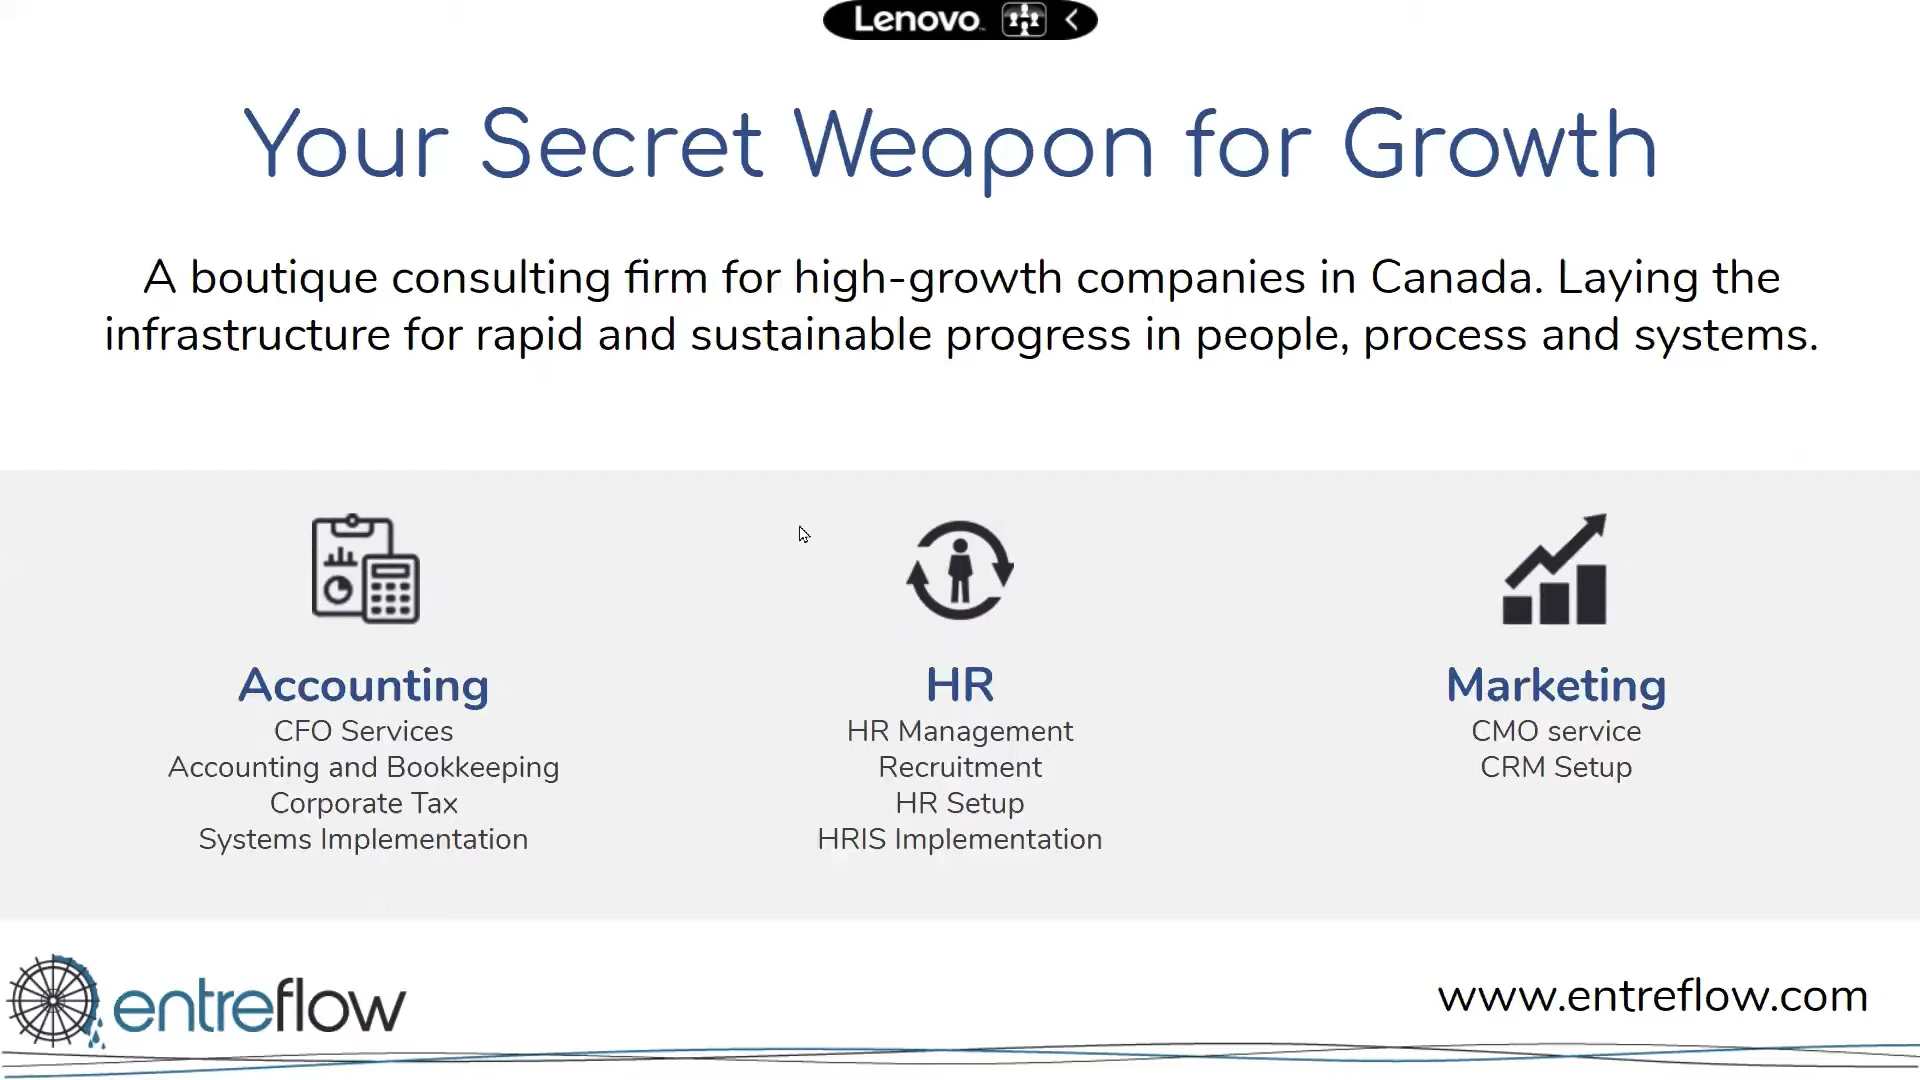 Lenovo
Your Secret Weapon for Growth
A boutique consulting firm for high-growth companies in Canada. Laying the
infrastructure for rapid and sustainable progress in people, process and systems.
Accounting
CFO Services
Accounting and Bookkeeping
Corporate Tax
Systems Implementation
HR
HR Management
Recruitment
HR Setup
HRIS Implementation
Marketing
CMO service
CRM Setup
entreflow
www.entreflow.com